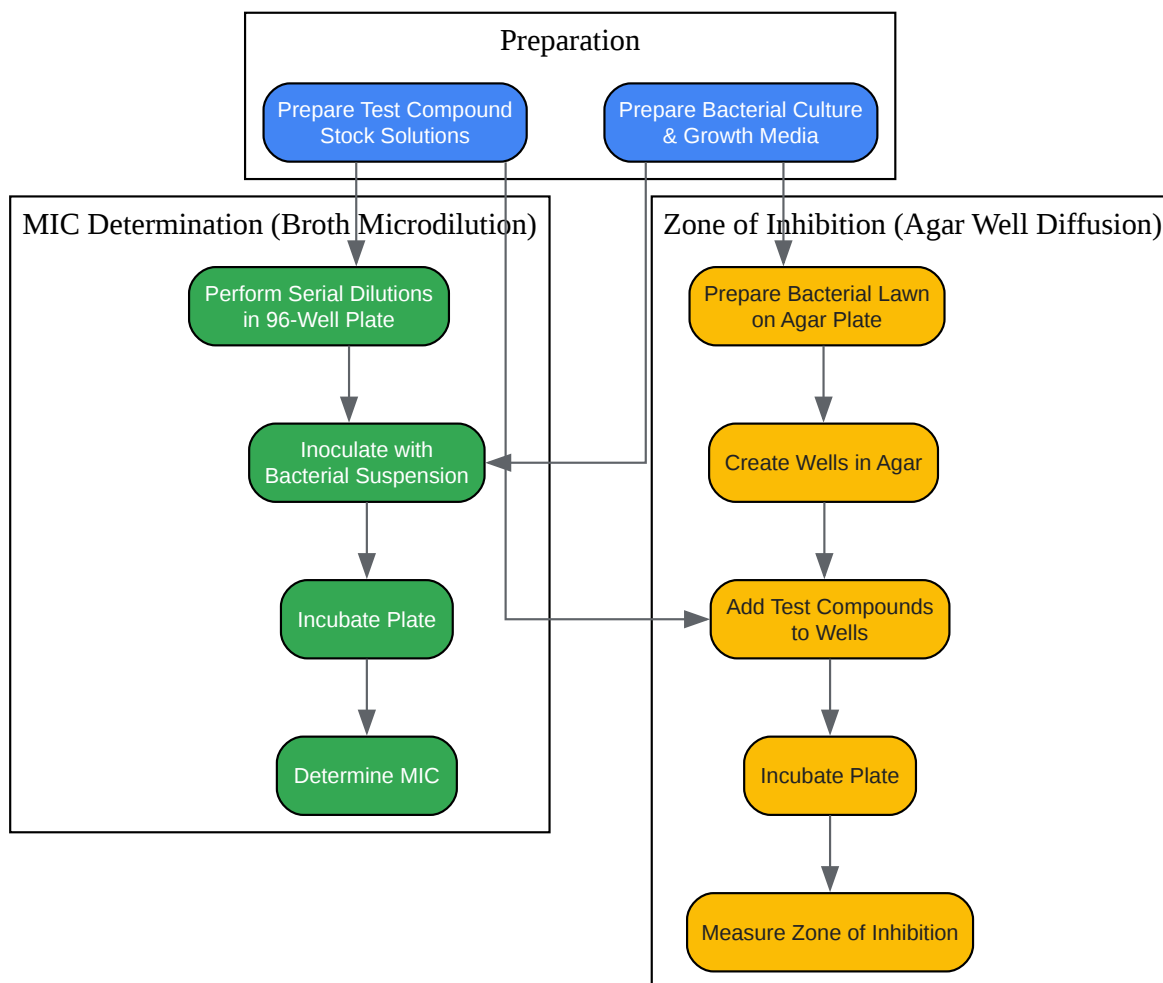 Preparation
Prepare Test Compound
Stock Solutions
Prepare Bacterial Culture
& Growth Media
MIC Determination (Broth Microdilution)
Perform Serial Dilutions
in 96-Well Plate
Inoculate with
Bacterial Suspension
Incubate Plate
Determine MIC
Zone of Inhibition (Agar Well Diffusion)
Prepare Bacterial Lawn
on Agar Plate
Create Wells in Agar
Add Test Compounds
to Wells
Incubate Plate
Measure Zone of Inhibition